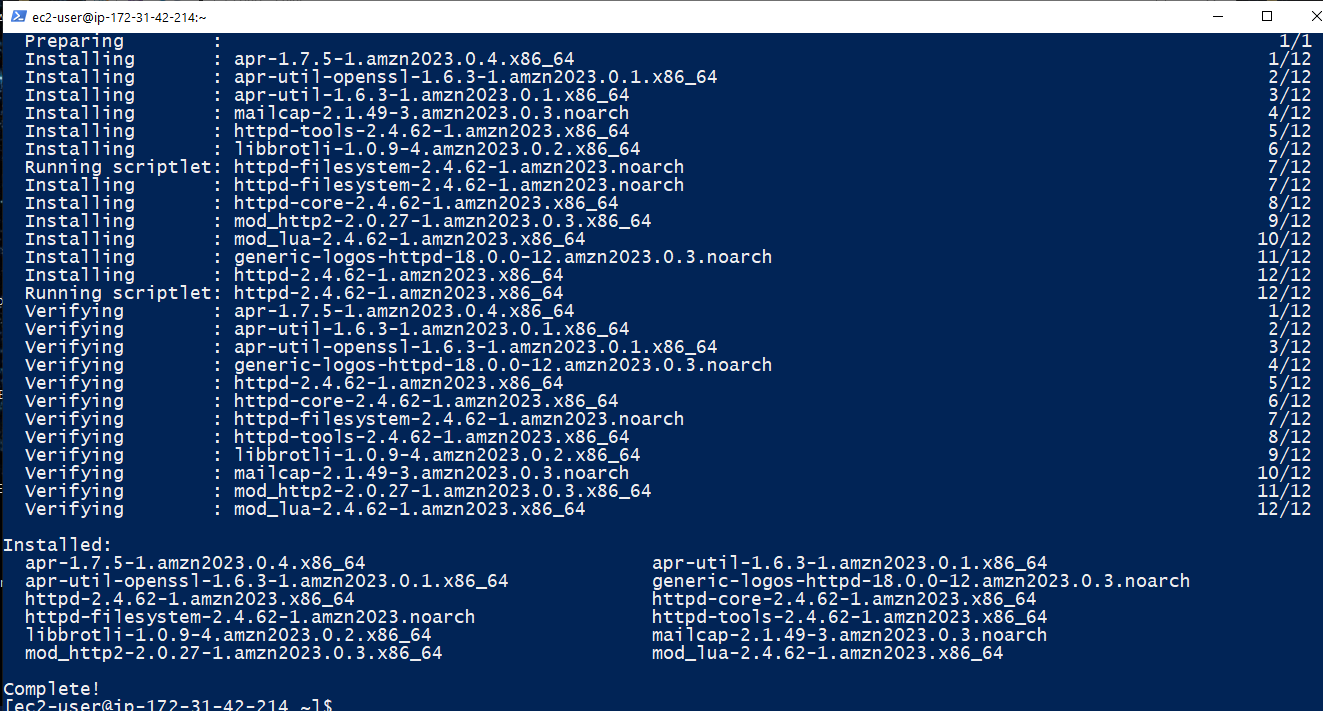 ec2-user@ip-172-31-42-214:~
Preparing        :                                                                                               1/1
Installing       : apr-1.7.5-1.amzn2023.0.4.x86_64                                                              1/12
Installing       : apr-util-openssl-1.6.3-1.amzn2023.0.1.x86_64                                                 2/12
Installing       : apr-util-1.6.3-1.amzn2023.0.1.x86_64                                                         3/12
Installing       : mailcap-2.1.49-3.amzn2023.0.3.noarch                                                         4/12
Installing       : httpd-tools-2.4.62-1.amzn2023.x86_64                                                         5/12
Installing       : libbrotli-1.0.9-4.amzn2023.0.2.x86_64                                                        6/12
Running scriptlet: httpd-filesystem-2.4.62-1.amzn2023.noarch                                                    7/12
Installing       : httpd-filesystem-2.4.62-1.amzn2023.noarch                                                    7/12
Installing       : httpd-core-2.4.62-1.amzn2023.x86_64                                                          8/12
Installing       : mod_http2-2.0.27-1.amzn2023.0.3.x86_64                                                       9/12
Installing       : mod_lua-2.4.62-1.amzn2023.x86_64                                                            10/12
Installing       : generic-logos-httpd-18.0.0-12.amzn2023.0.3.noarch                                           11/12
Installing       : httpd-2.4.62-1.amzn2023.x86_64                                                              12/12
Running scriptlet: httpd-2.4.62-1.amzn2023.x86_64                                                              12/12
Verifying        : apr-1.7.5-1.amzn2023.0.4.x86_64                                                              1/12
Verifying        : apr-util-1.6.3-1.amzn2023.0.1.x86_64                                                         2/12
Verifying        : apr-util-openssl-1.6.3-1.amzn2023.0.1.x86_64                                                 3/12
Verifying        : generic-logos-httpd-18.0.0-12.amzn2023.0.3.noarch                                            4/12
Verifying        : httpd-2.4.62-1.amzn2023.x86_64                                                               5/12
Verifying        : httpd-core-2.4.62-1.amzn2023.x86_64                                                          6/12
Verifying        : httpd-filesystem-2.4.62-1.amzn2023.noarch                                                    7/12
Verifying        : httpd-tools-2.4.62-1.amzn2023.x86_64                                                         8/12
Verifying        : libbrotli-1.0.9-4.amzn2023.0.2.x86_64                                                        9/12
Verifying        : mailcap-2.1.49-3.amzn2023.0.3.noarch                                                        10/12
Verifying        : mod_http2-2.0.27-1.amzn2023.0.3.x86_64                                                      11/12
Verifying        : mod_lua-2.4.62-1.amzn2023.x86_64                                                            12/12
Installed:
apr-1.7.5-1.amzn2023.0.4.x86_64                          apr-util-1.6.3-1.amzn2023.0.1.x86_64
apr-util-openssl-1.6.3-1.amzn2023.0.1.x86_64             generic-logos-httpd-18.0.0-12.amzn2023.0.3.noarch
httpd-2.4.62-1.amzn2023.x86_64                           httpd-core-2.4.62-1.amzn2023.x86_64
httpd-filesystem-2.4.62-1.amzn2023.noarch                httpd-tools-2.4.62-1.amzn2023.x86_64
libbrotli-1.0.9-4.amzn2023.0.2.x86_64                    mailcap-2.1.49-3.amzn2023.0.3.noarch
mod_http2-2.0.27-1.amzn2023.0.3.x86_64                   mod_lua-2.4.62-1.amzn2023.x86_64
Complete!
[ec2-user@ip-172-31-42-214 ~]$